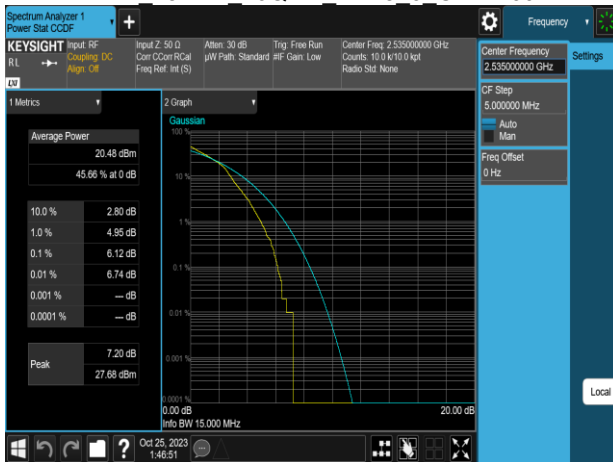 Spectrum Analyzer 1
Power Stat CCDF
Frequency
KEYSIGHT Input: RF
RL
Coupling: DC
Align: Off
LXI
Input Z: 50 Ω
Corr CCorr RCal
Freq Ref: Int (S)
Atten: 30 dB
µW Path: Standard
Trig: Free Run
#IF Gain: Low
Center Freq: 2.535000000 GHz
Counts: 10.0 k/10.0 kpt
Radio Std: None
Center Frequency
2.535000000 GHz
Settings
CF Step
5.000000 MHz
Auto
Man
Freq Offset
0 Hz
1 Metrics
2 Graph
Average Power
20.48 dBm
45.66 % at 0 dB
10.0 % 2.80 dB
1.0 % 4.95 dB
0.1 % 6.12 dB
0.01 % 6.74 dB
0.001 % --- dB
0.0001 % --- dB
Peak
7.20 dB
27.68 dBm
Gaussian
100 %
10 %
1 %
0.1 %
0.01 %
0.001 %
0.0001 %
0.00 dB
20.00 dB
Info BW 15.000 MHz
Local
?
Oct 25, 2023
1:46:51